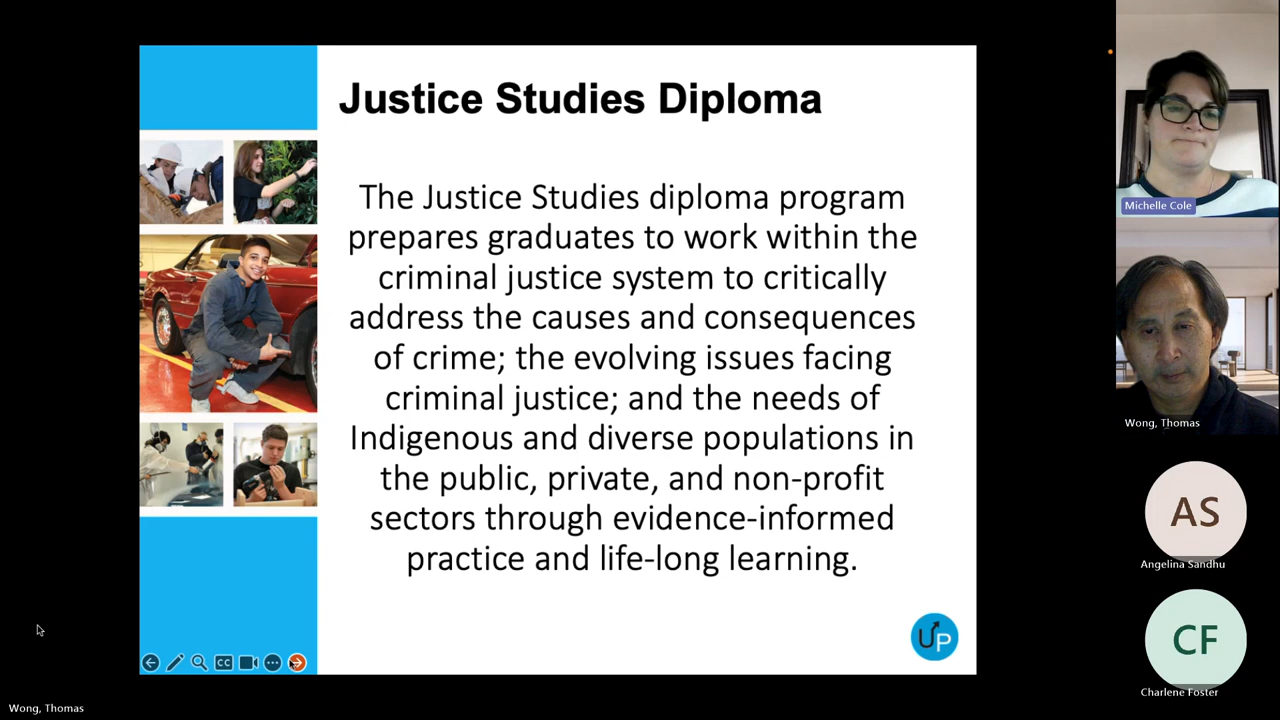 Justice Studies Diploma
The Justice Studies diploma program
prepares graduates to work within the
criminal justice system to critically
address the causes and consequences
of crime; the evolving issues facing
criminal justice; and the needs of
Indigenous and diverse populations in
the public, private, and non-profit
sectors through evidence-informed
practice and life-long learning.
UP
CC
Michelle Cole
Wong, Thomas
AS
Angelina Sandhu
CF
Charlene Foster
Wong, Thomas